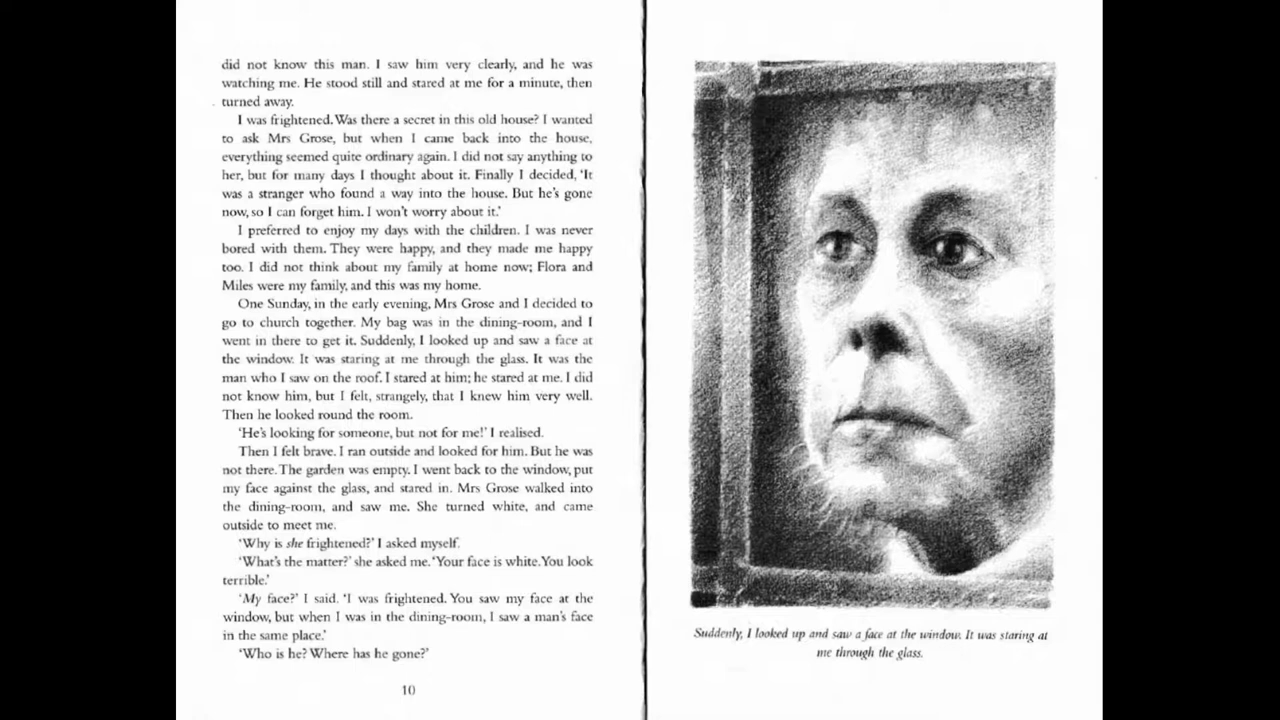 did not know this man. I saw him very clearly, and he was
watching me. He stood still and stared at me for a minute, then
turned away.
I was frightened. Was there a secret in this old house? I wanted
to ask Mrs Grose, but when I came back into the house,
everything seemed quite ordinary again. I did not say anything to
her, but for many days I thought about it. Finally I decided, ‘It
was a stranger who found a way into the house. But he’s gone
now, so I can forget him. I won’t worry about it.’
I preferred to enjoy my days with the children. I was never
bored with them. They were happy, and they made me happy
too. I did not think about my family at home now; Flora and
Miles were my family, and this was my home.
One Sunday, in the early evening, Mrs Grose and I decided to
go to church together. My bag was in the dining-room, and I
went in there to get it. Suddenly, I looked up and saw a face at
the window. It was staring at me through the glass. It was the
man who I saw on the roof. I stared at him; he stared at me. I did
not know him, but I felt, strangely, that I knew him very well.
Then he looked round the room.
‘He’s looking for someone, but not for me!’ I realised.
Then I felt brave. I ran outside and looked for him. But he was
not there. The garden was empty. I went back to the window, put
my face against the glass, and stared in. Mrs Grose walked into
the dining-room, and saw me. She turned white, and came
outside to meet me.
‘Why is she frightened?’ I asked myself.
‘What’s the matter?’ she asked me. ‘Your face is white. You look
terrible.’
‘My face?’ I said. ‘I was frightened. You saw my face at the
window, but when I was in the dining-room, I saw a man’s face
in the same place.’
‘Who is he? Where has he gone?’
10
Suddenly, I looked up and saw a face at the window. It was staring at
me through the glass.